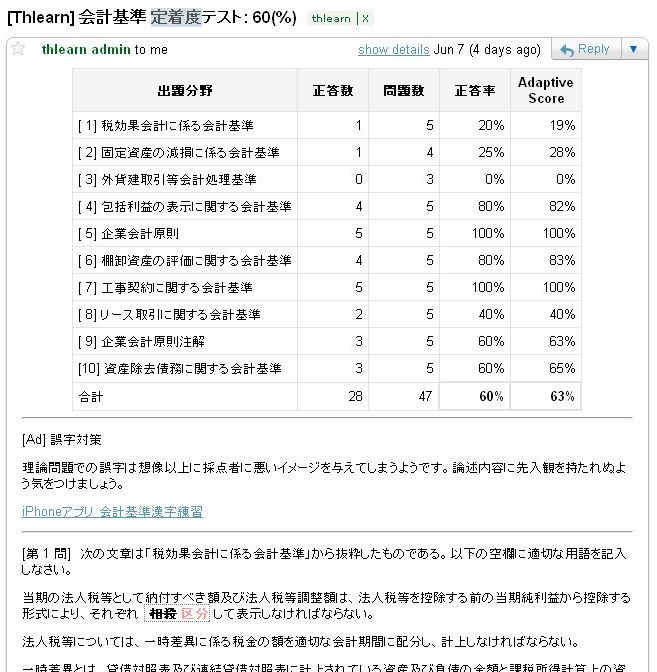 [Thlearn] 会計基準 定着度テスト: 60(%) thlearn | x
thlearn admin to me show details Jun 7 (4 days ago) Reply
出題分野 正答数 問題数 正答率 Adaptive Score
[ 1] 税効果会計に係る会計基準 1 5 20% 19%
[ 2] 固定資産の減損に係る会計基準 1 4 25% 28%
[ 3] 外貨建取引等会計処理基準 0 3 0% 0%
[ 4] 包括利益の表示に関する会計基準 4 5 80% 82%
[ 5] 企業会計原則 5 5 100% 100%
[ 6] 棚卸資産の評価に関する会計基準 4 5 80% 83%
[ 7] 工事契約に関する会計基準 5 5 100% 100%
[ 8]リース取引に関する会計基準 2 5 40% 40%
[ 9] 企業会計原則注解 3 5 60% 63%
[10] 資産除去債務に関する会計基準 3 5 60% 65%
合計 28 47 60% 63%
[Ad] 誤字対策
理論問題での誤字は想像以上に採点者に悪いイメージを与えてしまうようです。論述内容に先入観を持たれぬよ
う気をつけましょう。
iPhoneアプリ 会計基準漢字練習
[第 1 問] 次の文章は「税効果会計に係る会計基準」から抜粋したものである。以下の空欄に適切な用語を記入
しなさい。
当期の法人税等として納付すべき額及び法人税等調整額は、法人税等を控除する前の当期純利益から控除する
形式により、それぞれ 相殺 区分 して表示しなければならない。
法人税等については、一時差異に係る税金の額を適切な会計期間に配分し、計上しなければならない。
一時差異とは、貸借対照表及び連結貸借対照表に計上されている資産及び負債の金額と課税所得計算上の資